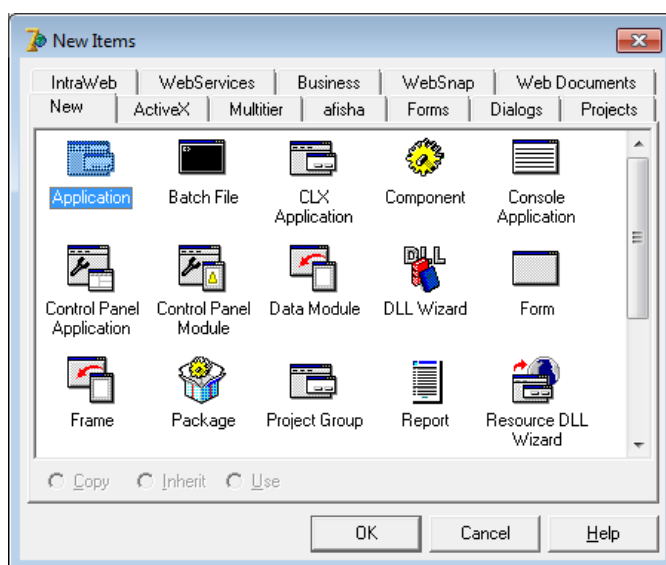 New Items
IntraWeb WebServices Business WebSnap Web Documents
New ActiveX Multitier afisha Forms Dialogs Projects
Application Batch File CLX Application Component Console Application
Control Panel Application Control Panel Module Data Module DLL Wizard Form
Frame Package Project Group Report Resource DLL Wizard
Copy Inherit Use
OK Cancel Help